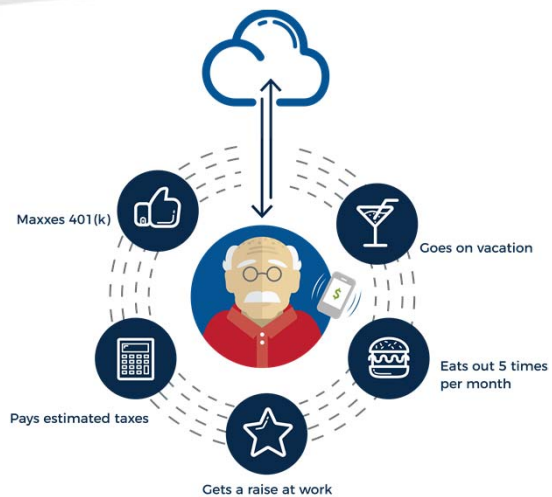 Maxxes 401(k)
Goes on vacation
$
Eats out 5 times
per month
Pays estimated taxes
Gets a raise at work